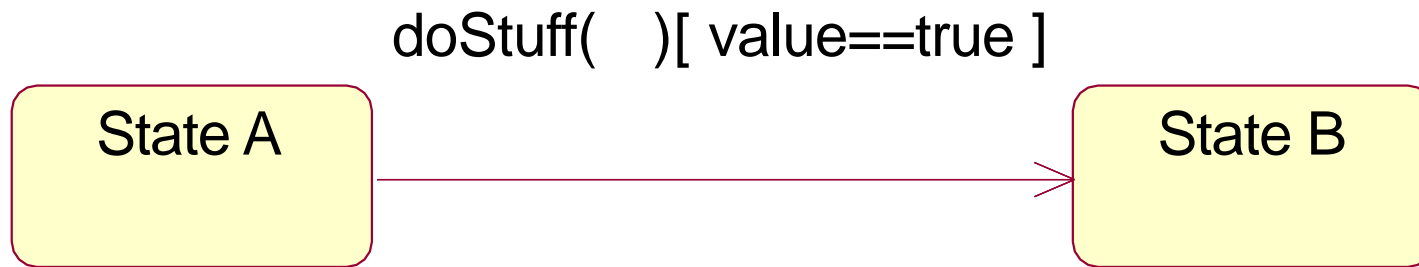 doStuff(   )[ value==true ]
State A
State B